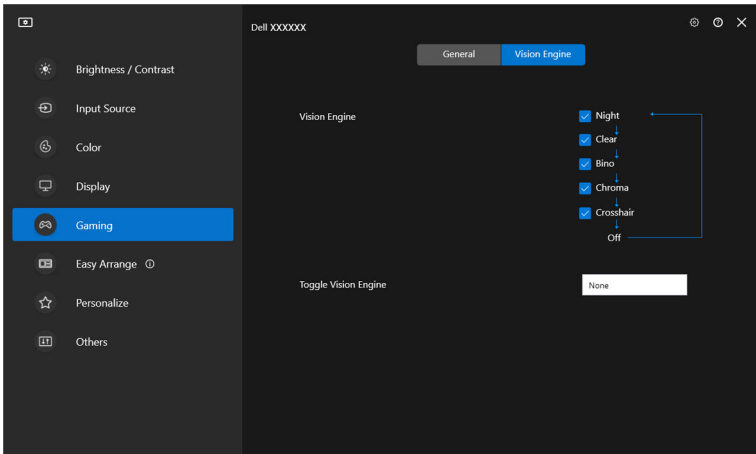 Dell XXXXXX
General
Vision Engine
Brightness / Contrast
Input Source
Color
Display
Gaming
Easy Arrange
Personalize
Others
Vision Engine
Night
Clear
Bino
Chroma
Crosshair
Off
Toggle Vision Engine
None